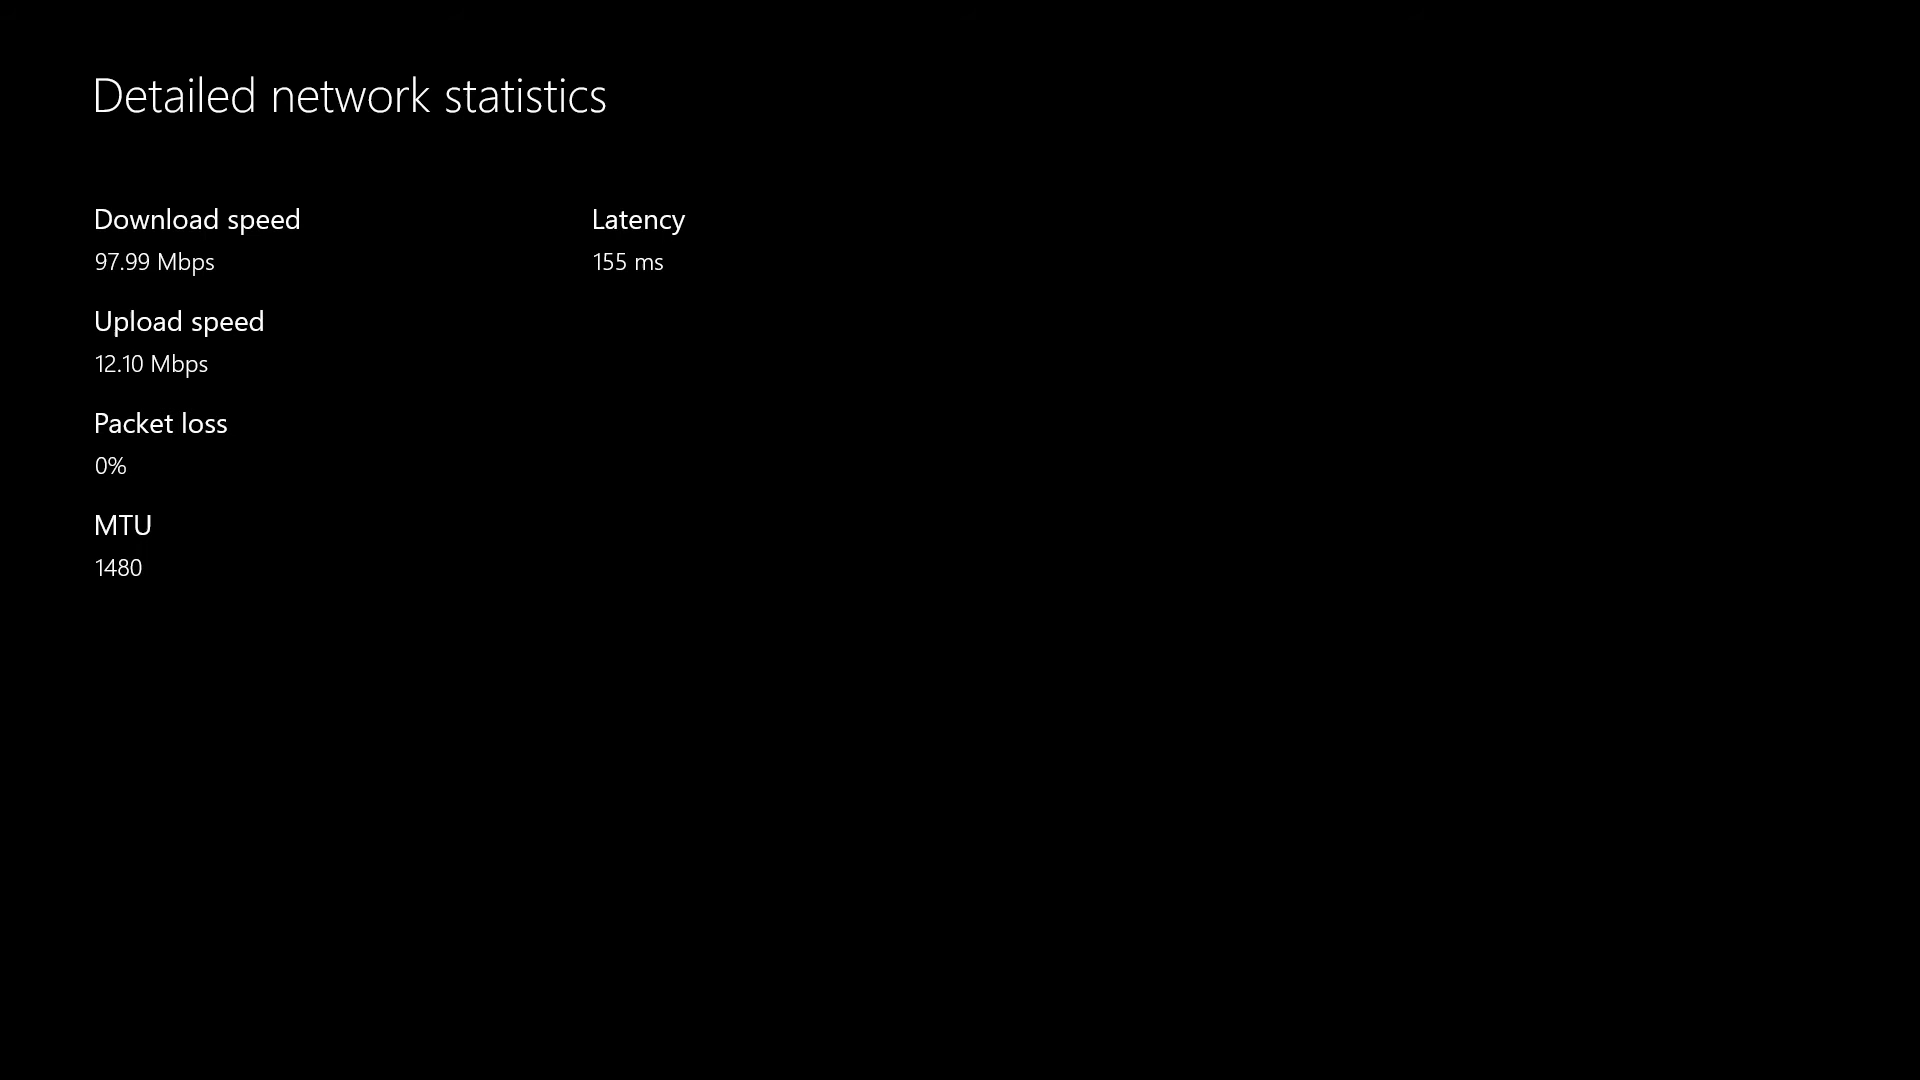 Detailed network statistics
Download speed
97.99 Mbps
Upload speed
12.10 Mbps
Packet loss
0%
MTU
1480
Latency
155 ms